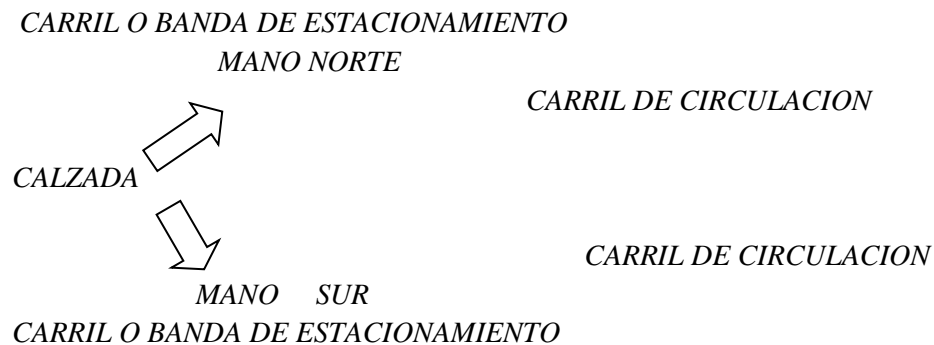 CARRIL O BANDA DE ESTACIONAMIENTO
MANO NORTE
CARRIL DE CIRCULACION
CALZADA
CARRIL DE CIRCULACION
MANO SUR
CARRIL O BANDA DE ESTACIONAMIENTO